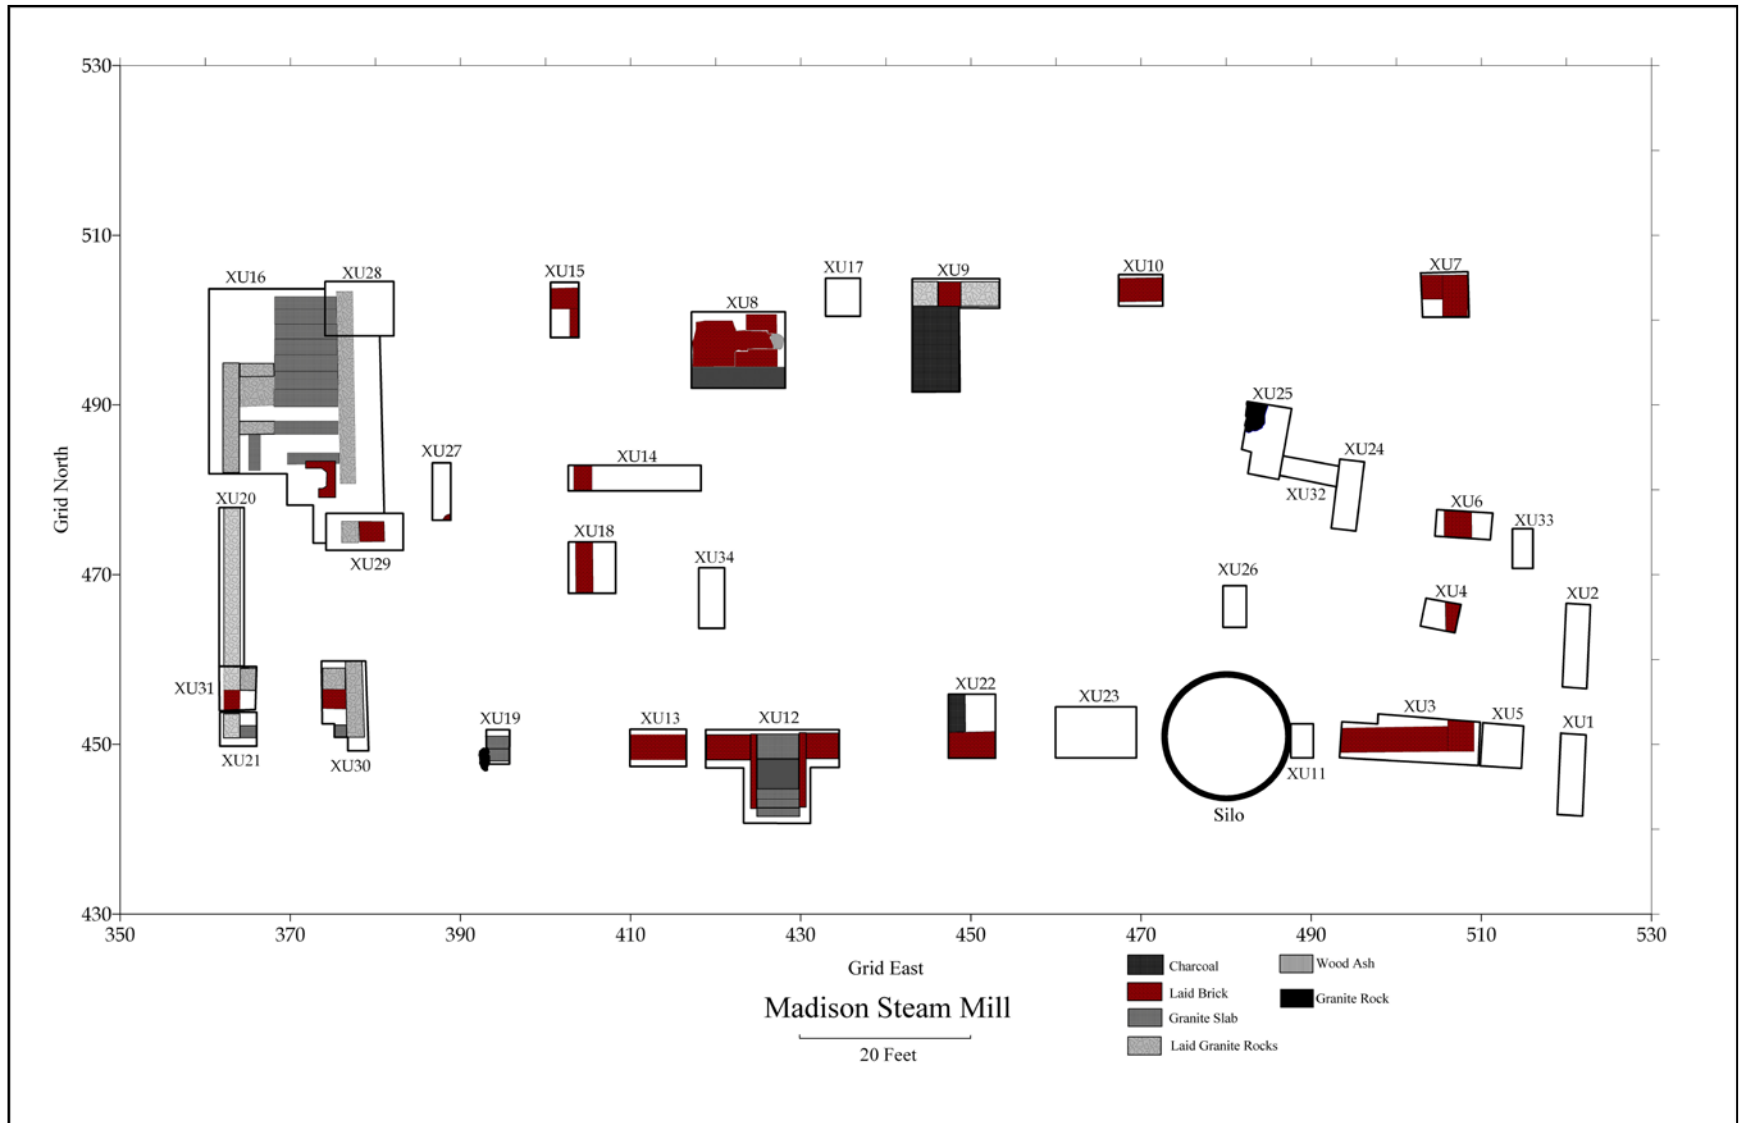 530
510
XU16
XU28
XU15
XU17
XU9
XU10
XU7
XU8
490
XU25
Grid North
XU27
XU14
XU24
XU20
XU32
XU6
XU33
XU18
XU29
XU34
470
XU26
XU4
XU2
XU31
XU22
XU23
XU19
XU13
XU12
XU3
XU5
XU1
450
XU21
XU30
XU11
Silo
430
350
370
390
410
430
450
470
490
510
530
Grid East
Madison Steam Mill
20 Feet
Charcoal
Laid Brick
Granite Slab
Laid Granite Rocks
Wood Ash
Granite Rock